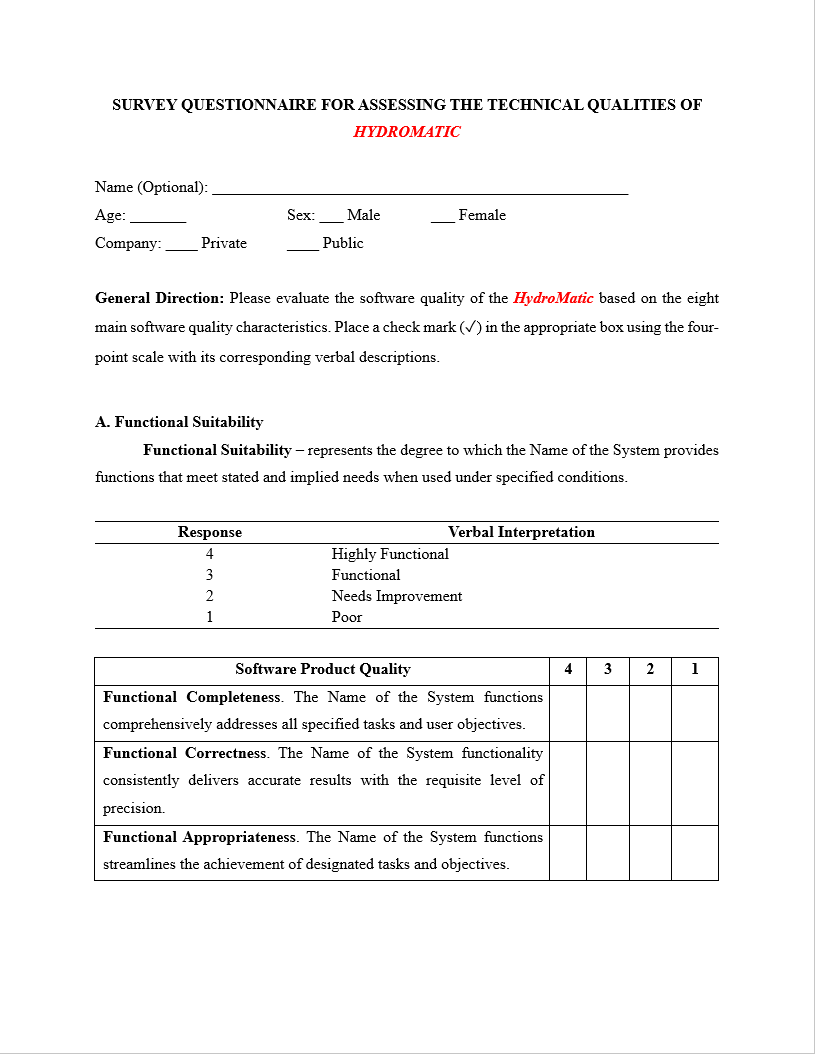 SURVEY QUESTIONNAIRE FOR ASSESSING THE TECHNICAL QUALITIES OF
HYDROMATIC
Name (Optional): ____________________________________________________
Age: _______ Sex: ___ Male ___ Female
Company: ____ Private ____ Public
General Direction: Please evaluate the software quality of the HydroMatic based on the eight
main software quality characteristics. Place a check mark (✓) in the appropriate box using the four-
point scale with its corresponding verbal descriptions.
A. Functional Suitability
Functional Suitability – represents the degree to which the Name of the System provides
functions that meet stated and implied needs when used under specified conditions.
Response Verbal Interpretation
4 Highly Functional
3 Functional
2 Needs Improvement
1 Poor
Software Product Quality 4 3 2 1
Functional Completeness. The Name of the System functions
comprehensively addresses all specified tasks and user objectives.
Functional Correctness. The Name of the System functionality
consistently delivers accurate results with the requisite level of
precision.
Functional Appropriateness. The Name of the System functions
streamlines the achievement of designated tasks and objectives.